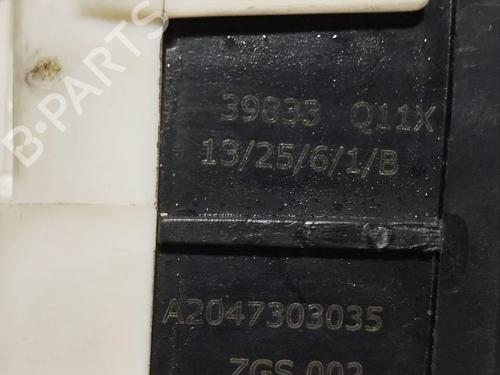 B-PARTS
39833 Q11X
13/25/6/1/B
A2047303035
ZGS 002